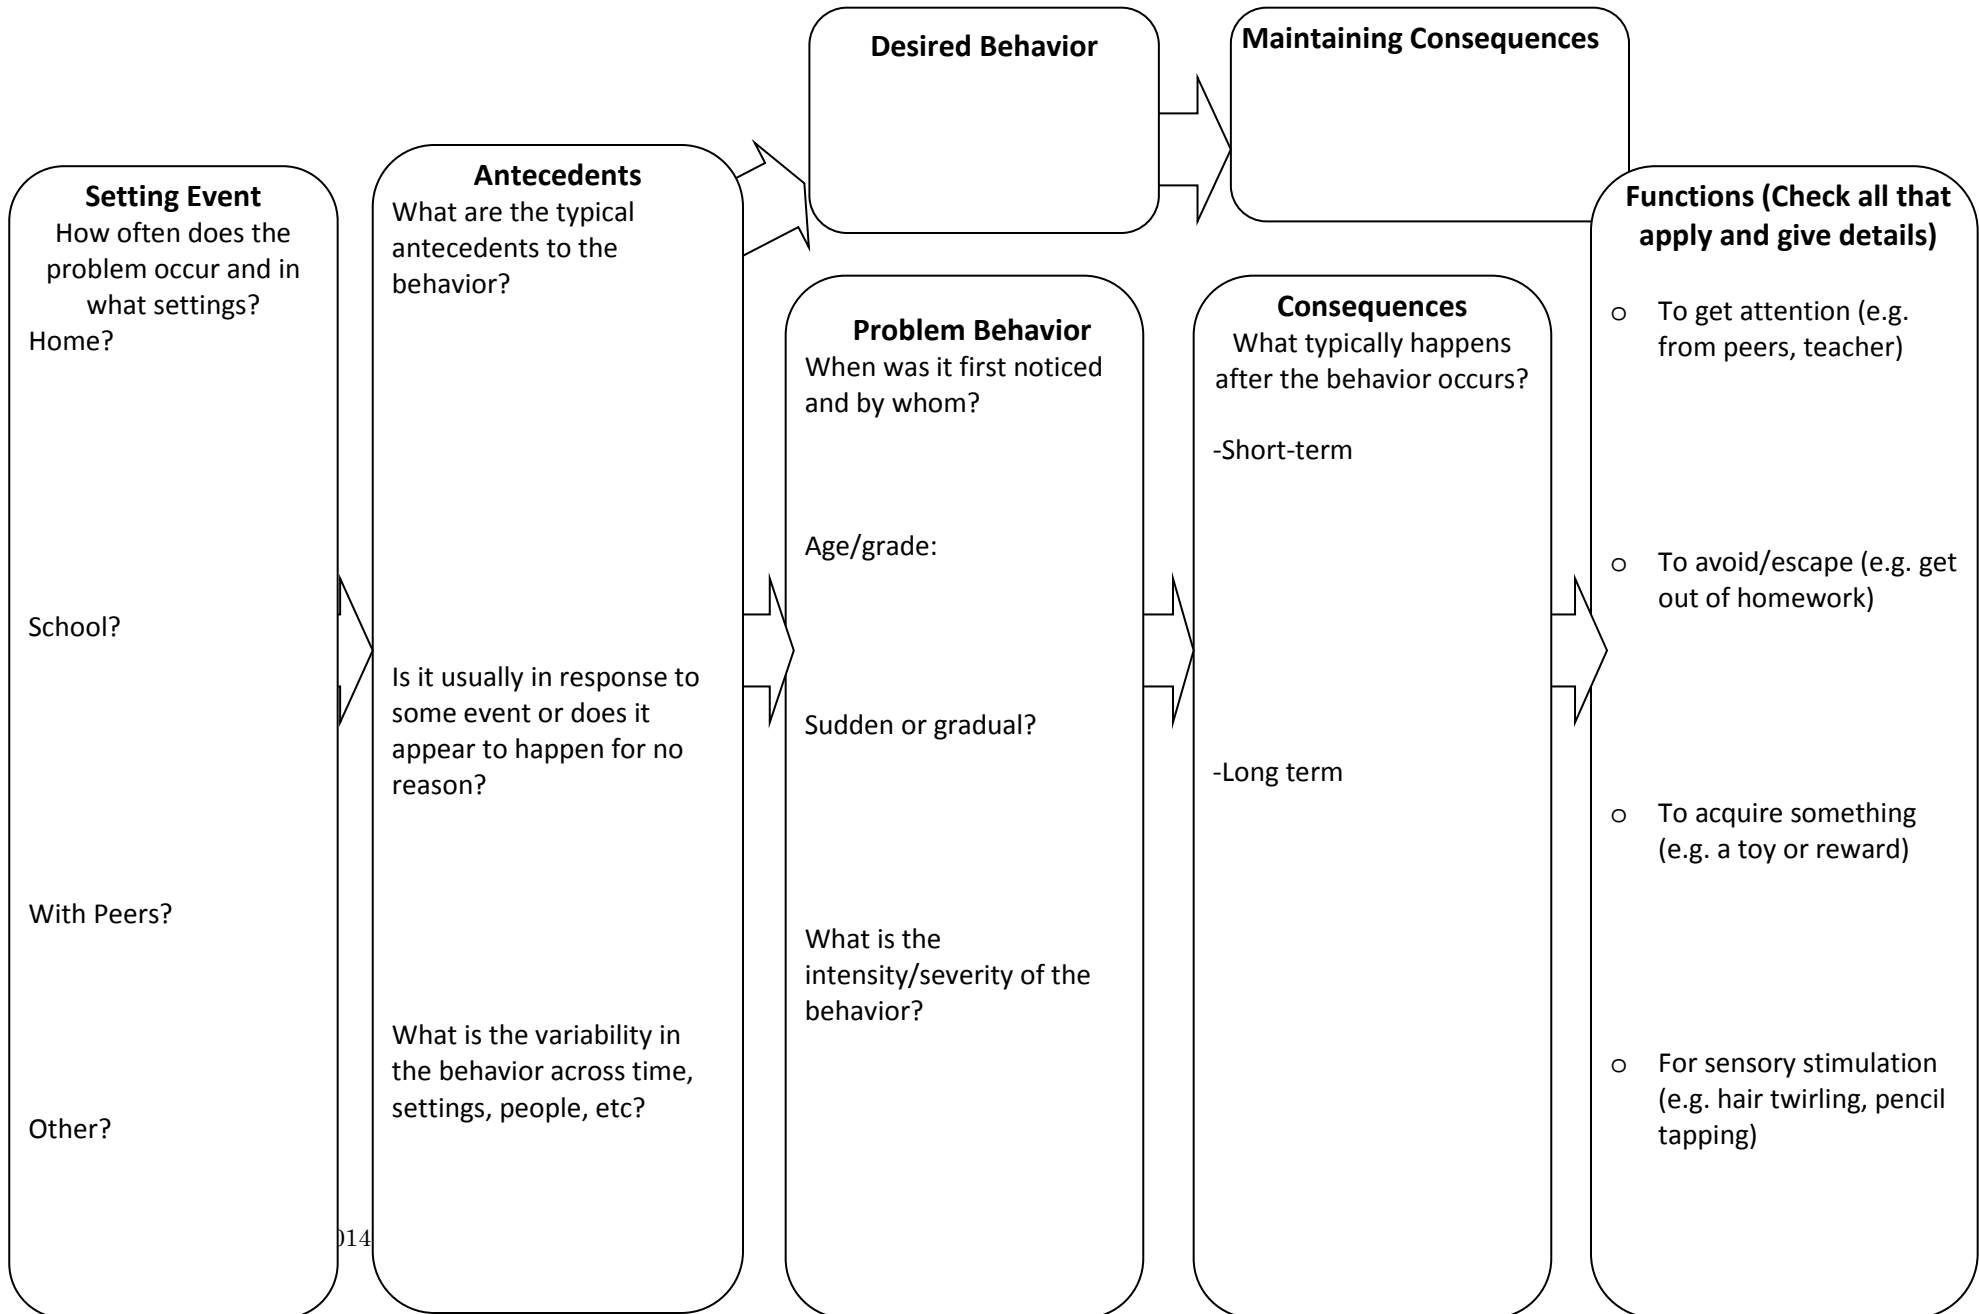 Desired Behavior
Maintaining Consequences
Setting Event
How often does the
problem occur and in
what settings?
Home?
School?
With Peers?
Other?
Antecedents
What are the typical
antecedents to the
behavior?
Is it usually in response to
some event or does it
appear to happen for no
reason?
What is the variability in
the behavior across time,
settings, people, etc?
Problem Behavior
When was it first noticed
and by whom?
Age/grade:
Sudden or gradual?
What is the
intensity/severity of the
behavior?
Consequences
What typically happens
after the behavior occurs?
-Short-term
-Long term
Functions (Check all that
apply and give details)
o To get attention (e.g.
from peers, teacher)
o To avoid/escape (e.g. get
out of homework)
o To acquire something
(e.g. a toy or reward)
o For sensory stimulation
(e.g. hair twirling, pencil
tapping)